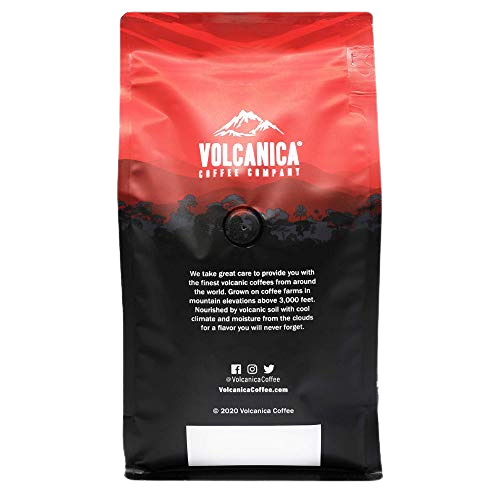 VOLCANICA®
COFFEE COMPANY
We take great care to provide you with
the finest volcanic coffees from around
the world. Grown on coffee farms in
mountain elevations above 3,000 feet.
Nourished by volcanic soil with cool
climate and moisture from the clouds
for a flavor you will never forget.
@VolcanicaCoffee
VolcanicaCoffee.com
© 2020 Volcanica Coffee